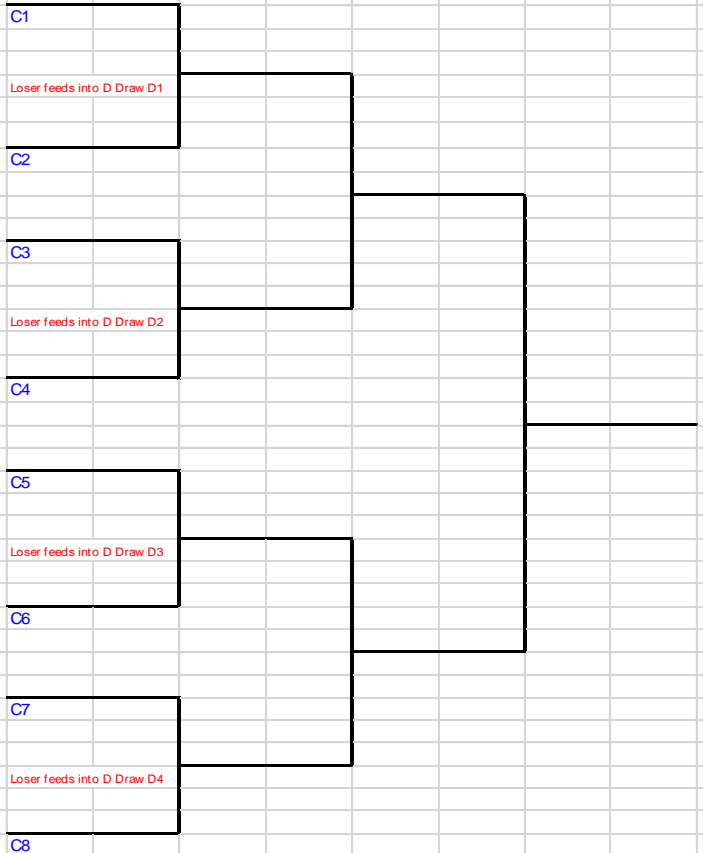 C1
Loser feeds into D Draw D1
C2
C3
Loser feeds into D Draw D2
C4
C5
Loser feeds into D Draw D3
C6
C7
Loser feeds into D Draw D4
C8